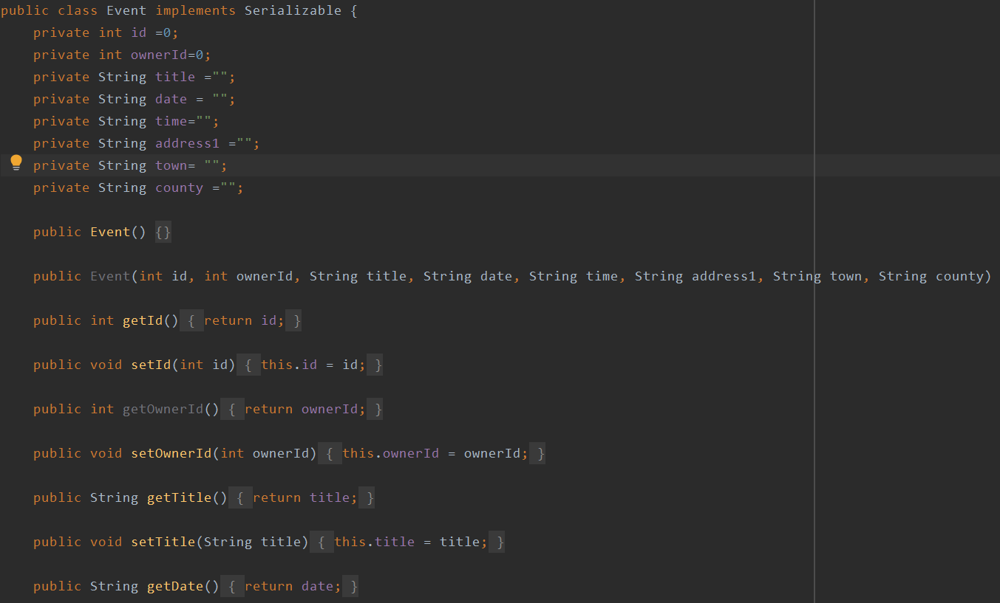 public class Event implements Serializable {
    private int id =0;
    private int ownerId=0;
    private String title ="";
    private String date = "";
    private String time="";
    private String address1 ="";
    private String town= "";
    private String county ="";
    public Event() {}
    public Event(int id, int ownerId, String title, String date, String time, String address1, String town, String county)
    public int getId() { return id; }
    public void setId(int id) { this.id = id; }
    public int getOwnerId() { return ownerId; }
    public void setOwnerId(int ownerId) { this.ownerId = ownerId; }
    public String getTitle() { return title; }
    public void setTitle(String title) { this.title = title; }
    public String getDate() { return date; }